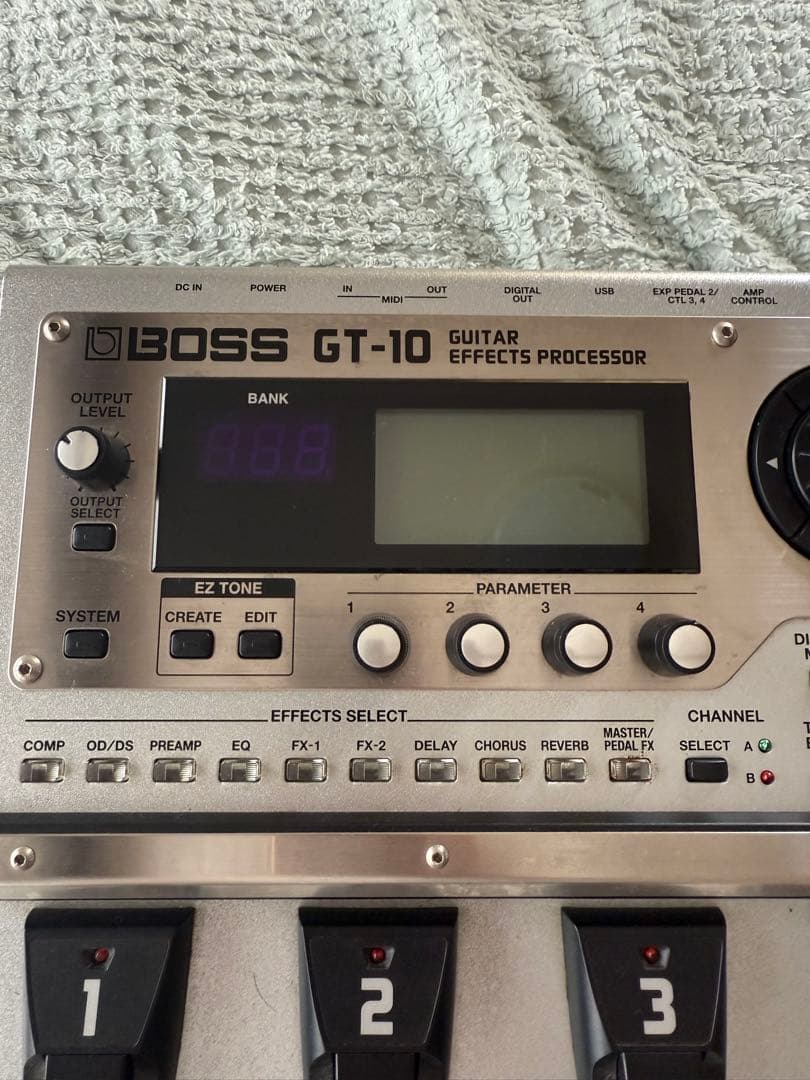 DC IN
POWER
IN
OUT
MIDI
DIGITAL
OUT
USB
EXP PEDAL 2/
CTL 3, 4
AMP
CONTROL
BOSS GT-10 GUITAR
EFFECTS PROCESSOR
OUTPUT
LEVEL
BANK
OUTPUT
SELECT
EZ TONE
CREATE
EDIT
SYSTEM
PARAMETER
1
2
3
4
EFFECTS SELECT
COMP
OD/DS
PREAMP
EQ
FX-1
FX-2
DELAY
CHORUS
REVERB
MASTER/
PEDAL FX
CHANNEL
SELECT
A
B
1
2
3